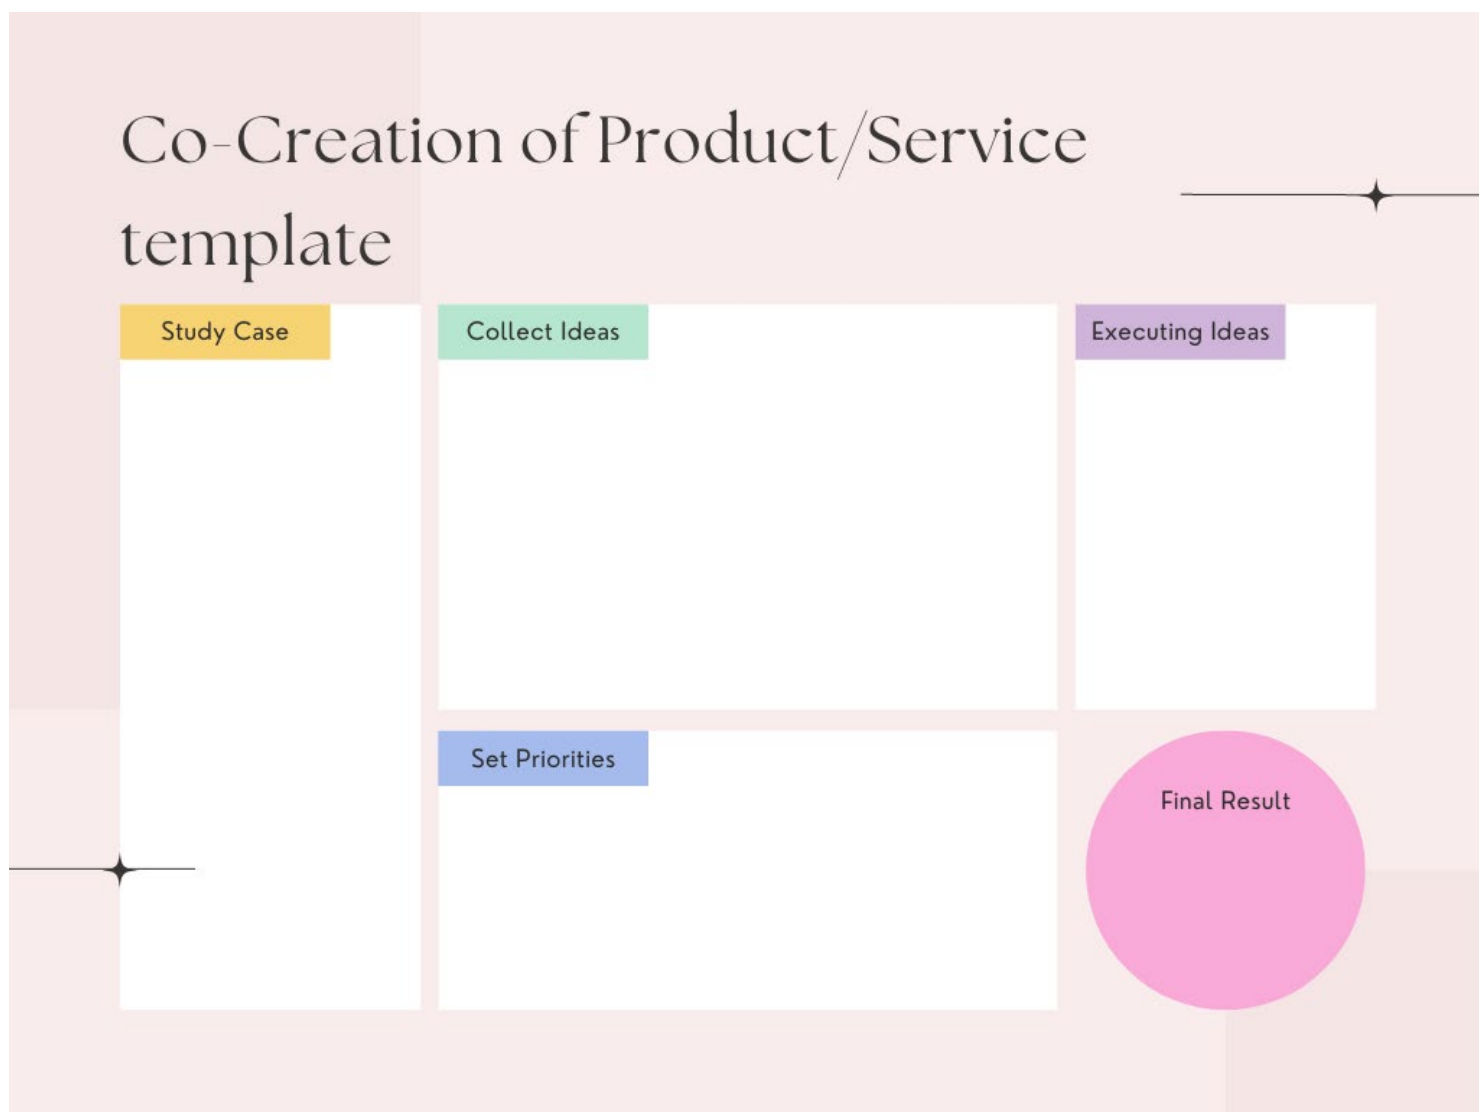 Co-Creation of Product/Service
template
Study Case
Collect Ideas
Executing Ideas
Set Priorities
Final Result